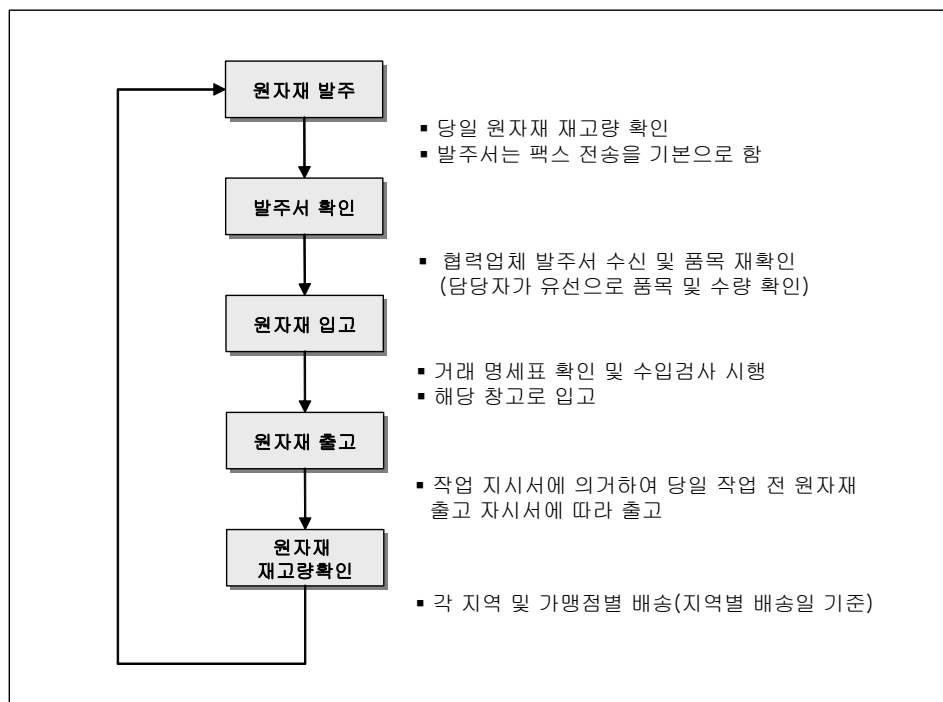 원자재 발주
▪ 당일 원자재 재고량 확인
▪ 발주서는 팩스 전송을 기본으로 함
발주서 확인
▪ 협력업체 발주서 수신 및 품목 재확인
(담당자가 유선으로 품목 및 수량 확인)
원자재 입고
▪ 거래 명세표 확인 및 수입검사 시행
▪ 해당 창고로 입고
원자재 출고
▪ 작업 지시서에 의거하여 당일 작업 전 원자재
출고 자시서에 따라 출고
원자재
재고량확인
▪ 각 지역 및 가맹점별 배송(지역별 배송일 기준)